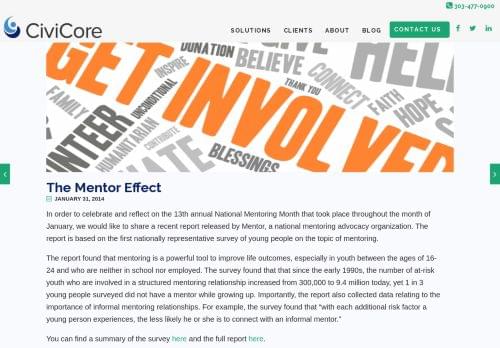 303-477-0900
CiviCore
SOLUTIONS CLIENTS ABOUT BLOG CONTACT US
DONATION
BELIEVE
HELP
INSPIRE
GET INVOLVED
THANK YOU
CONNECT
FAITH
HOPE
FAMILY
UNCONDITIONAL
VOLUNTEER
HUMANITARIAN
CONTRIBUTE
BLESSINGS
The Mentor Effect
JANUARY 31, 2014
In order to celebrate and reflect on the 13th annual National Mentoring Month that took place throughout the month of
January, we would like to share a recent report released by Mentor, a national mentoring advocacy organization. The
report is based on the first nationally representative survey of young people on the topic of mentoring.
The report found that mentoring is a powerful tool to improve life outcomes, especially in youth between the ages of 16-
24 and who are neither in school nor employed. The survey found that that since the early 1990s, the number of at-risk
youth who are involved in a structured mentoring relationship increased from 300,000 to 9.4 million today, yet 1 in 3
young people surveyed did not have a mentor while growing up. Importantly, the report also collected data relating to the
importance of informal mentoring relationships. For example, the survey found that “with each additional risk factor a
young person experiences, the less likely he or she is to connect with an informal mentor.”
You can find a summary of the survey here and the full report here.